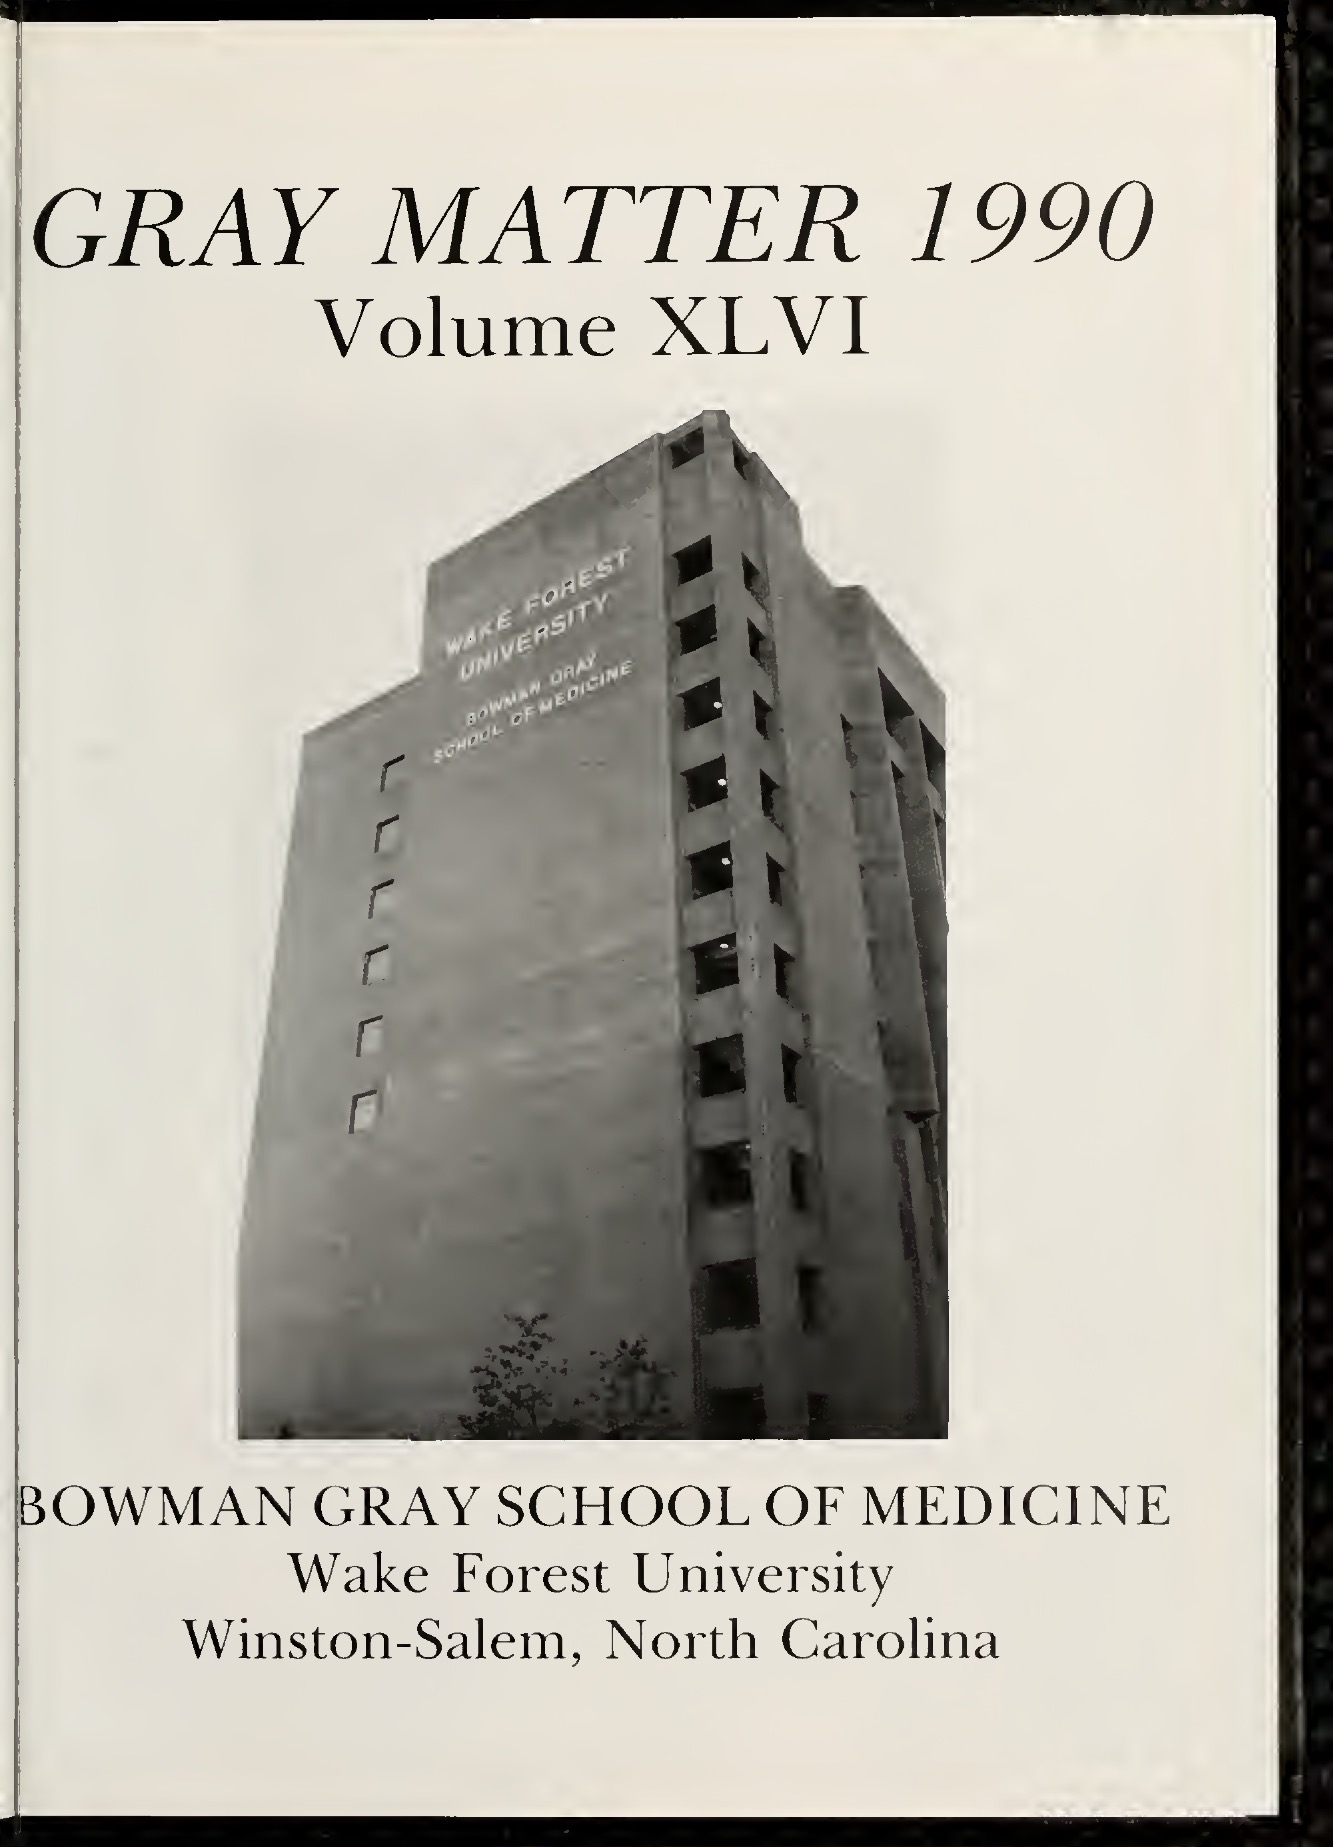 GRAY MATTER 1990
Volume XLVI
WAKE FOREST
UNIVERSITY
BOWMAN GRAY
SCHOOL OF MEDICINE
BOWMAN GRAY SCHOOL OF MEDICINE
Wake Forest University
Winston-Salem, North Carolina